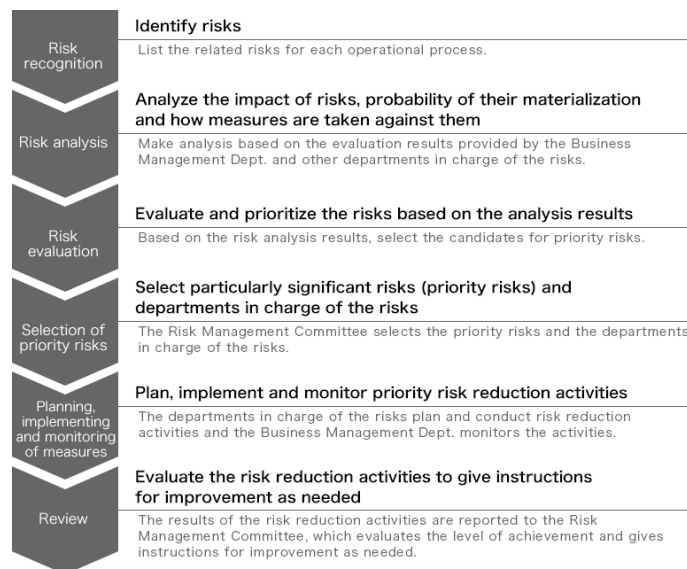 Risk
recognition
Identify risks
List the related risks for each operational process.
Risk analysis
Analyze the impact of risks, probability of their materialization
and how measures are taken against them
Make analysis based on the evaluation results provided by the Business
Management Dept. and other departments in charge of the risks.
Risk
evaluation
Evaluate and prioritize the risks based on the analysis results
Based on the risk analysis results, select the candidates for priority risks.
Selection of
priority risks
Select particularly significant risks (priority risks) and
departments in charge of the risks
The Risk Management Committee selects the priority risks and the departments
in charge of the risks.
Planning,
implementing
and monitoring
of measures
Plan, implement and monitor priority risk reduction activities
The departments in charge of the risks plan and conduct risk reduction
activities and the Business Management Dept. monitors the activities.
Review
Evaluate the risk reduction activities to give instructions
for improvement as needed
The results of the risk reduction activities are reported to the Risk
Management Committee, which evaluates the level of achievement and gives
instructions for improvement as needed.